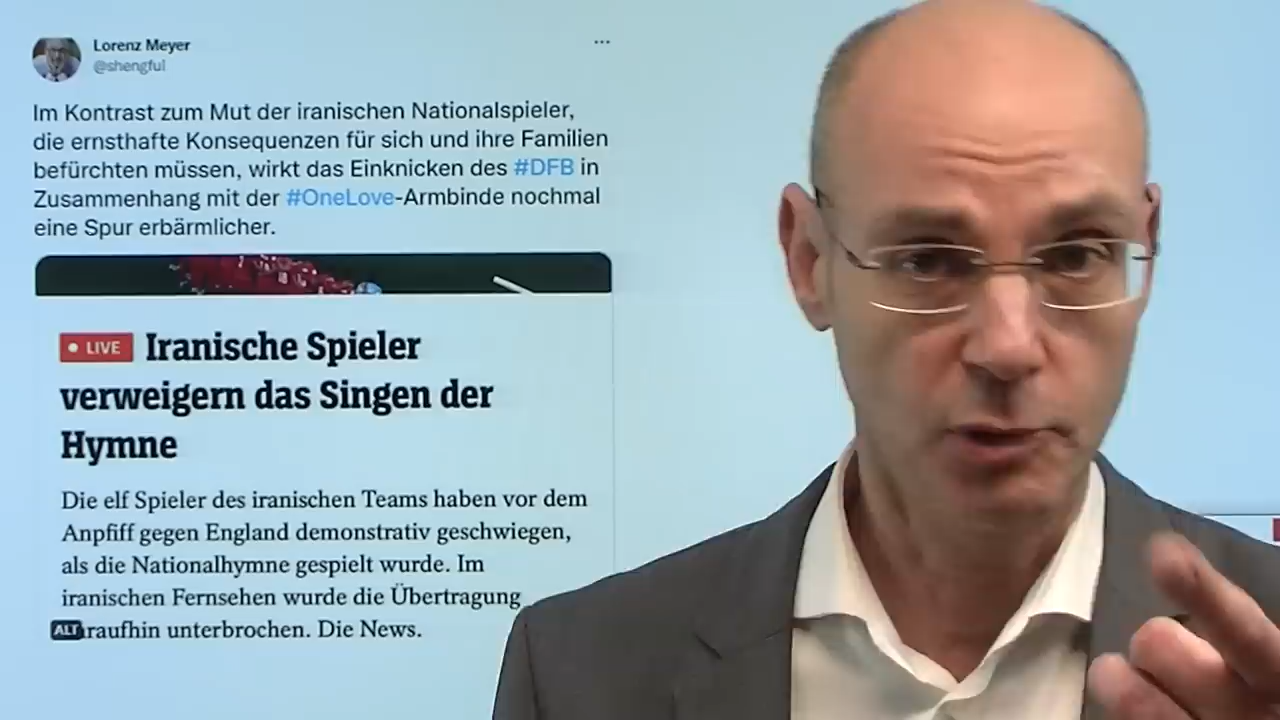 Lorenz Meyer
@shengful
Im Kontrast zum Mut der iranischen Nationalspieler,
die ernsthafte Konsequenzen für sich und ihre Familien
befürchten müssen, wirkt das Einknicken des #DFB in
Zusammenhang mit der #OneLove-Armbinde nochmal
eine Spur erbärmlicher.
LIVE Iranische Spieler
verweigern das Singen der
Hymne
Die elf Spieler des iranischen Teams haben vor dem
Anpfiff gegen England demonstrativ geschwiegen,
als die Nationalhymne gespielt wurde. Im
iranischen Fernsehen wurde die Übertragung
ALT raufhin unterbrochen. Die News.